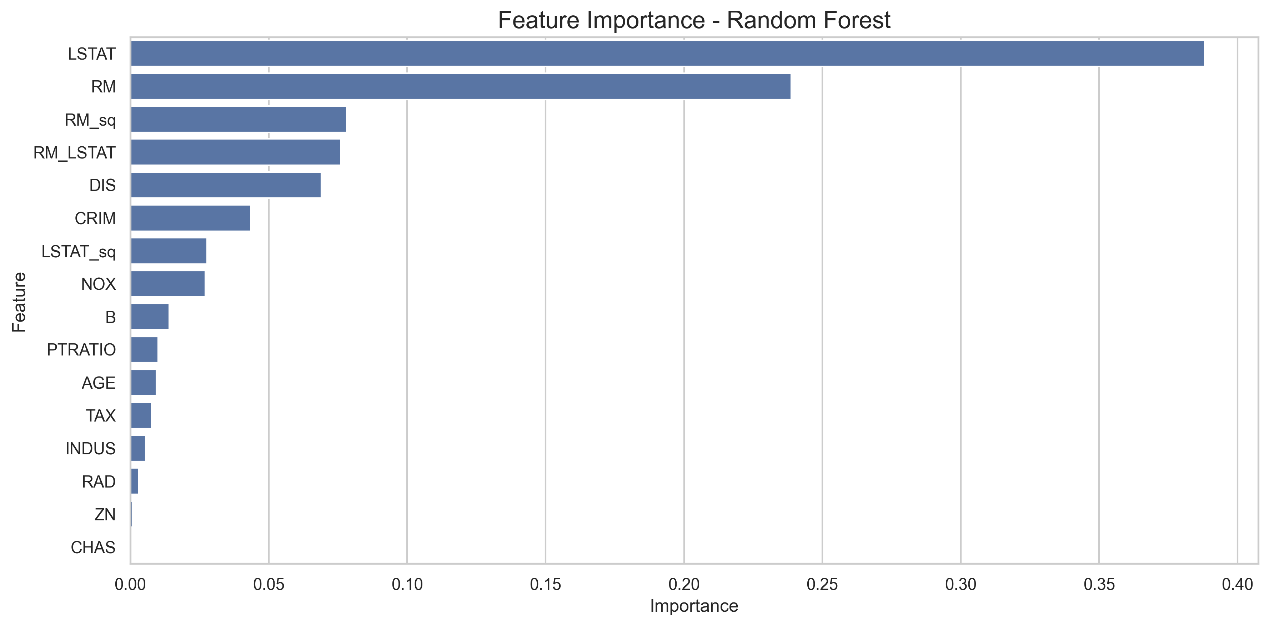 Feature Importance - Random Forest
LSTAT
RM
RM_sq
RM_LSTAT
DIS
CRIM
LSTAT_sq
NOX
B
PTRATIO
AGE
TAX
INDUS
RAD
ZN
CHAS
Feature
0.00 0.05 0.10 0.15 0.20 0.25 0.30 0.35 0.40
Importance